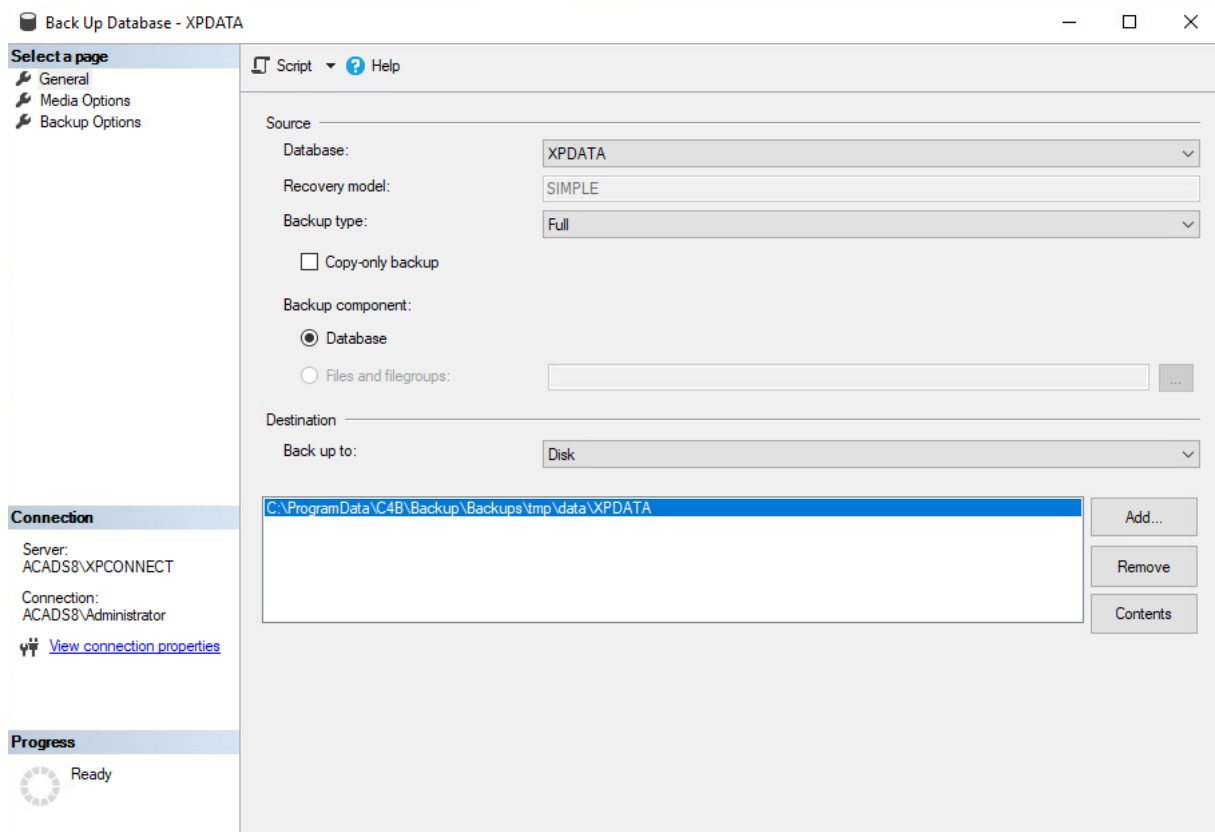 Back Up Database - XPDATA
Select a page
General
Media Options
Backup Options
Script
Help
Source
Database:
XPDATA
Recovery model:
SIMPLE
Backup type:
Full
Copy-only backup
Backup component:
Database
Files and filegroups:
...
Destination
Back up to:
Disk
C:\ProgramData\C4B\Backup\Backups\tmp\data\XPDATA
Add...
Remove
Contents
Connection
Server:
ACADS8\XPCONNECT
Connection:
ACADS8\Administrator
View connection properties
Progress
Ready